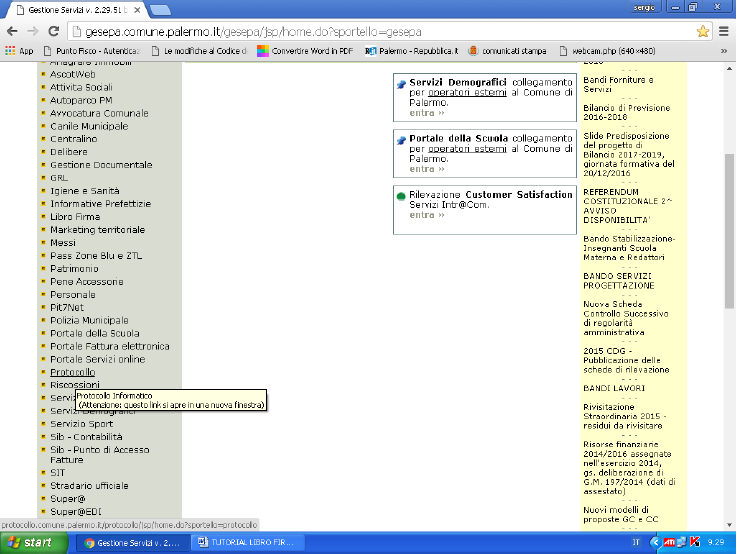 Gestione Servizi v. 2.29.51 b
sergio
gesepa.comune.palermo.it/gesepa/jsp/home.do?sportello=gesepa
App
Punto Fisco - Autenticaz
Le modifiche al Codice d
Convertire Word in PDF
Palermo - Repubblica.it
comunicati stampa
webcam.php (640×480)
»
Anagrafe Immobili
AscotWeb
Attivita Sociali
Autoparco PM
Avvocatura Comunale
Canile Municipale
Centralino
Delibere
Gestione Documentale
GRL
Igiene e Sanità
Informative Prefettizie
Libro Firma
Marketing territoriale
Messi
Pass Zone Blu e ZTL
Patrimonio
Pene Accessorie
Personale
Pit7Net
Polizia Municipale
Portale della Scuola
Portale Fattura elettronica
Portale Servizi online
Protocollo
Riscossioni
Protocollo Informatico
(Attenzione: questo link si apre in una nuova finestra)
Servizi Demografici
Servizio Sport
Sib - Contabilità
Sib - Punto di Accesso
Fatture
SIT
Stradario ufficiale
Super@
Super@EDI
protocollo.comune.palermo.it/protocollo/jsp/home.do?sportello=protocollo
Servizi Demografici collegamento
per operatori esterni al Comune di
Palermo.
entra »
Portale della Scuola collegamento
per operatori esterni al Comune di
Palermo.
entra »
Rilevazione Customer Satisfaction
Servizi Intr@Com.
entra »
2016
- - -
Bandi Forniture e
Servizi
- - -
Bilancio di Previsione
2016-2018
- - -
Slide Predisposizione
del progetto di
Bilancio 2017-2019,
giornata formativa del
20/12/2016
- - -
REFERENDUM
COSTITUZIONALE 2^
AVVISO
DISPONIBILITA'
- - -
Bando Stabilizzazione-
Insegnanti Scuola
Materna e Redattori
- - -
BANDO SERVIZI
PROGETTAZIONE
- - -
Nuova Scheda
Controllo Successivo
di regolarità
amministrativa
- - -
2015 CDG -
Pubblicazione delle
schede di rilevazione
- - -
BANDI LAVORI
- - -
Rivisitazione
Straordinaria 2015 -
residui da rivisitare
- - -
Risorse finanziarie
2014/2016 assegnate
nell'esercizio 2014,
gs. deliberazione di
G.M. 197/2014 (dati di
assestato)
- - -
Nuovi modelli di
proposte GC e CC
start
Gestione Servizi v. 2....
TUTORIAL LIBRO FIR...
IT
9.29